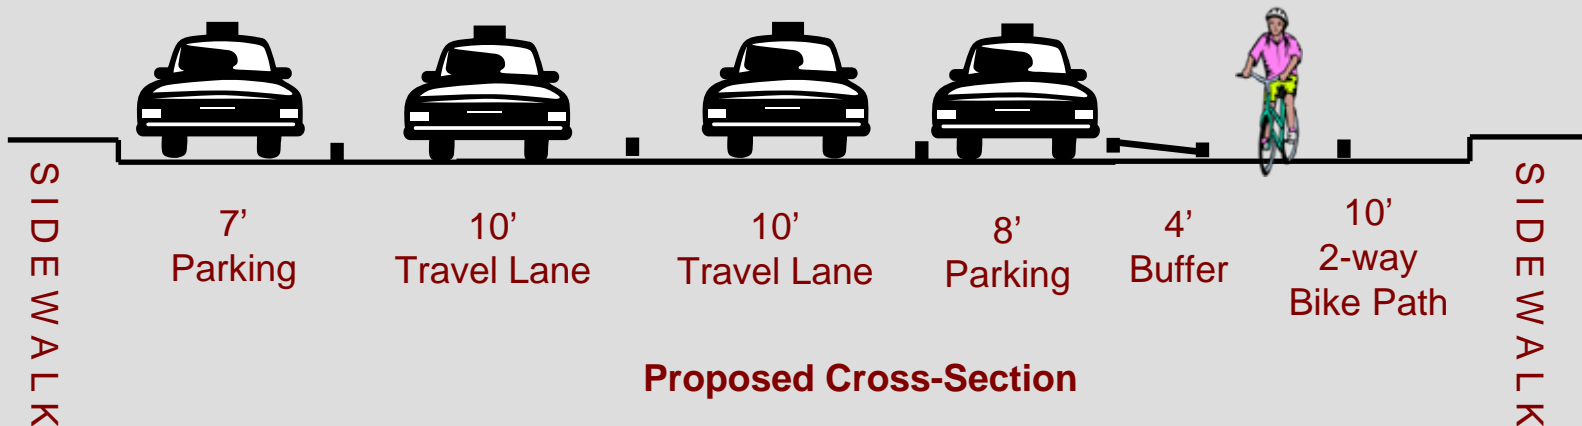 SIDEWALK
7’
Parking
10’
Travel Lane
10’
Travel Lane
8’
Parking
4’
Buffer
10’
2-way
Bike Path
SIDEWALK
Proposed Cross-Section